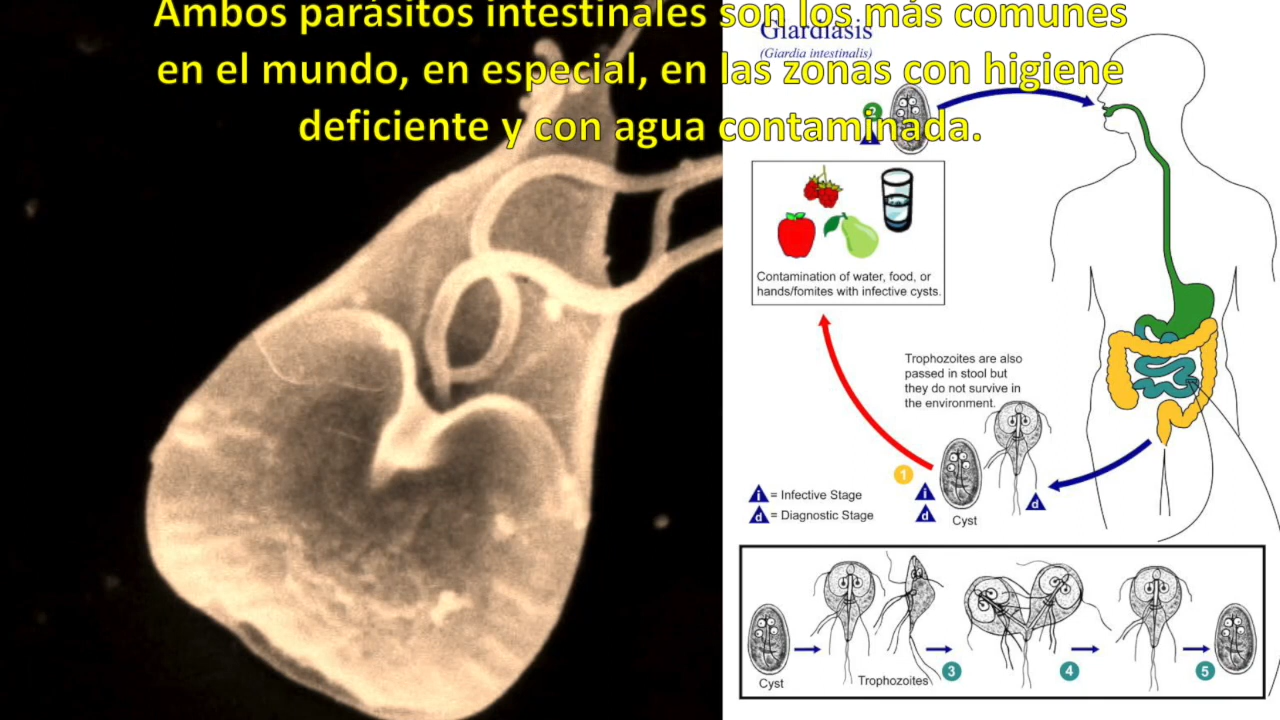 Ambos parásitos intestinales son los más comunes
en el mundo, en especial, en las zonas con higiene
deficiente y con agua contaminada.
Giardiasis
(Giardia intestinalis)
2
i
Contamination of water, food, or
hands/fomites with infective cysts.
Trophozoites are also
passed in stool but
they do not survive in
the environment.
1
i
d
d
Cyst
i = Infective Stage
d = Diagnostic Stage
Cyst
Trophozoites
3
4
5